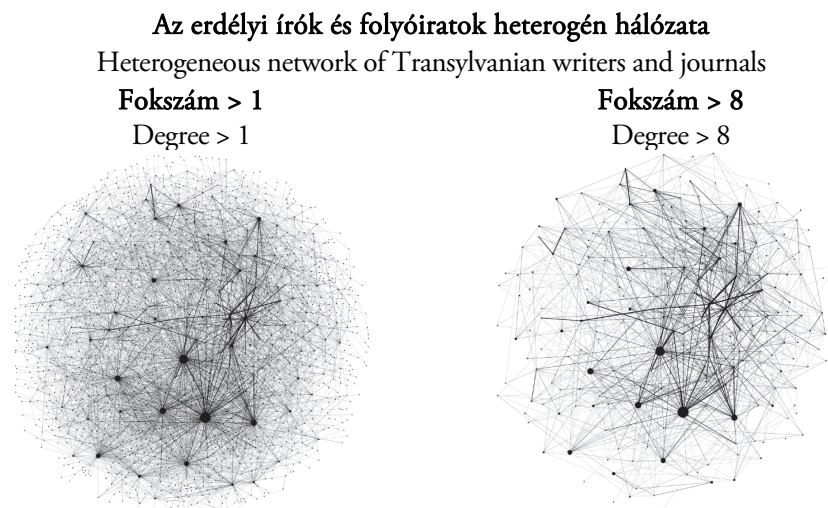 Az erdélyi írók és folyóiratok heterogén hálózata
Heterogeneous network of Transylvanian writers and journals
Fokszám > 1
Degree > 1
Fokszám > 8
Degree > 8